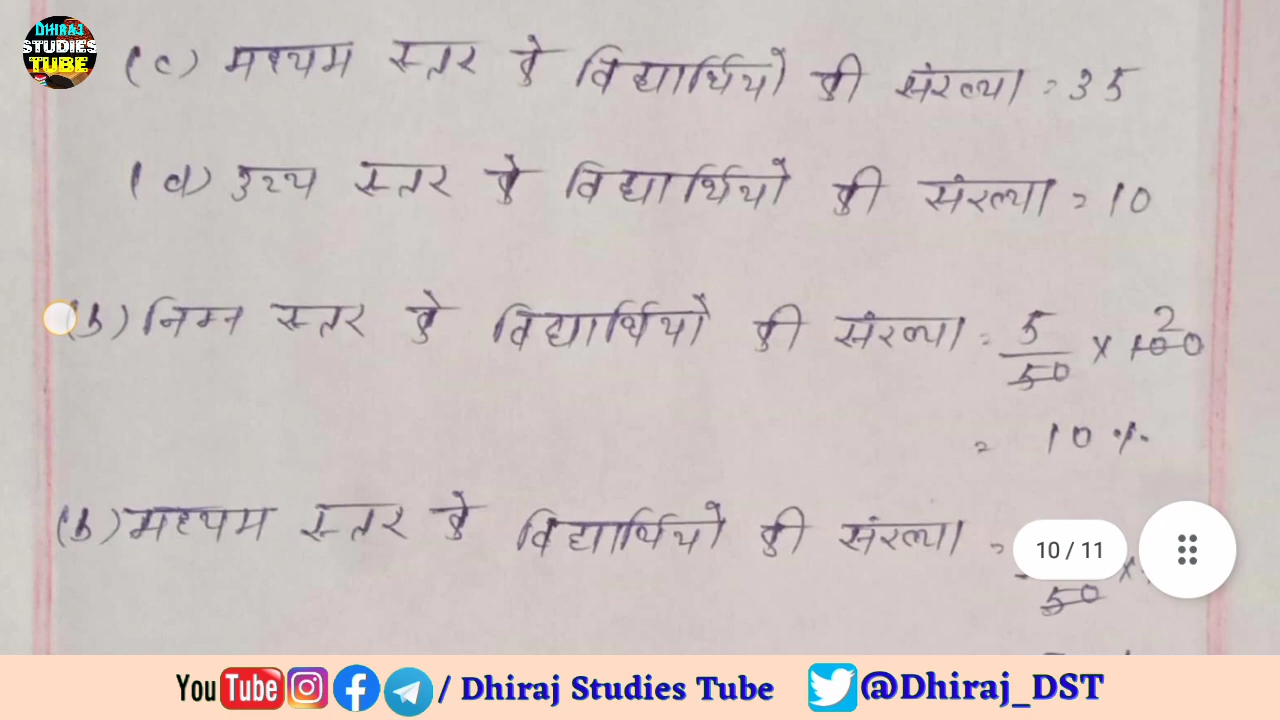 DHIRAJ
STUDIES
TUBE
(c) मध्यम स्तर के विद्यार्थियों की संख्या = 35
(d) उच्च स्तर के विद्यार्थियों की संख्या = 10
(b) निम्न स्तर के विद्यार्थियों की संख्या = 5/50 × 100 2
= 10 %
(b) मध्यम स्तर के विद्यार्थियों की संख्या =
50 ×
10 / 11
You Tube / Dhiraj Studies Tube @Dhiraj_DST